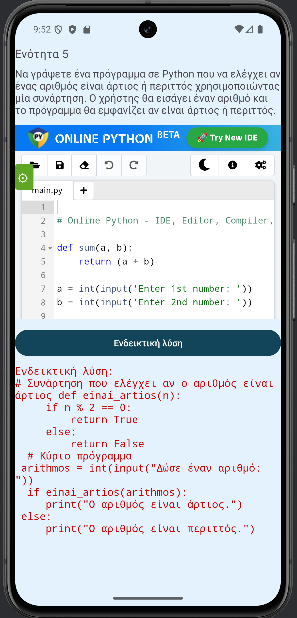 9:52
Ενότητα 5
Να γράψετε ένα πρόγραμμα σε Python που να ελέγχει αν
ένας αριθμός είναι άρτιος ή περιττός χρησιμοποιώντας
μία συνάρτηση. Ο χρήστης θα εισάγει έναν αριθμό και
το πρόγραμμα θα εμφανίζει αν είναι άρτιος ή περιττός.
PY ONLINE PYTHON BETA 🚀 Try New IDE
main.py +
1
2 # Online Python - IDE, Editor, Compiler,
3
4 def sum(a, b):
5 return (a + b)
6
7 a = int(input('Enter 1st number: '))
8 b = int(input('Enter 2nd number: '))
9
Ενδεικτική λύση
Ενδεικτική λύση:
# Συνάρτηση που ελέγχει αν ο αριθμός είναι
άρτιος def einai_artios(n):
if n % 2 == 0:
return True
else:
return False
# Κύριο πρόγραμμα
arithmos = int(input("Δώσε έναν αριθμό:
"))
if einai_artios(arithmos):
print("Ο αριθμός είναι άρτιος.")
else:
print("Ο αριθμός είναι περιττός.")